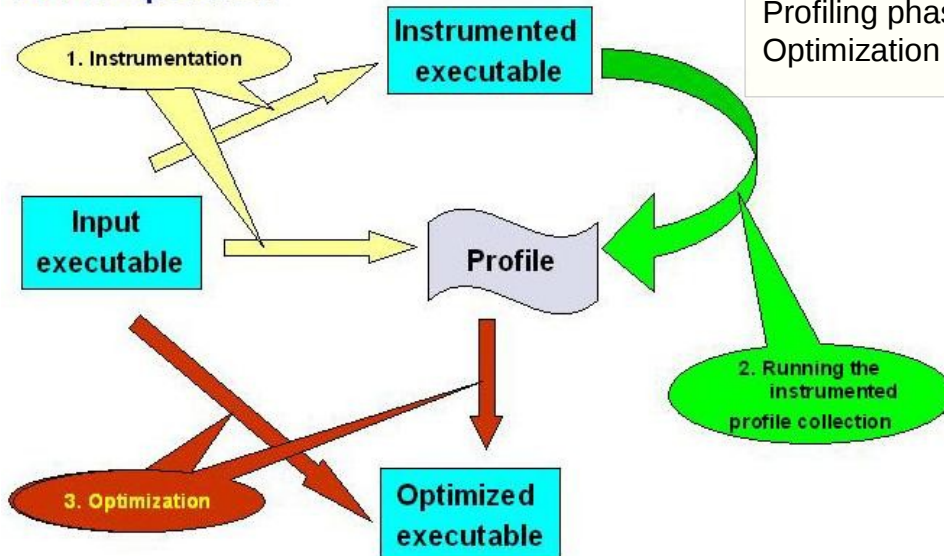 Instrumented
executable
Profiling
Optimization
1. Instrumentation
Input
executable
Profile
2. Running the
instrumented
profile collection
3. Optimization
Optimized
executable